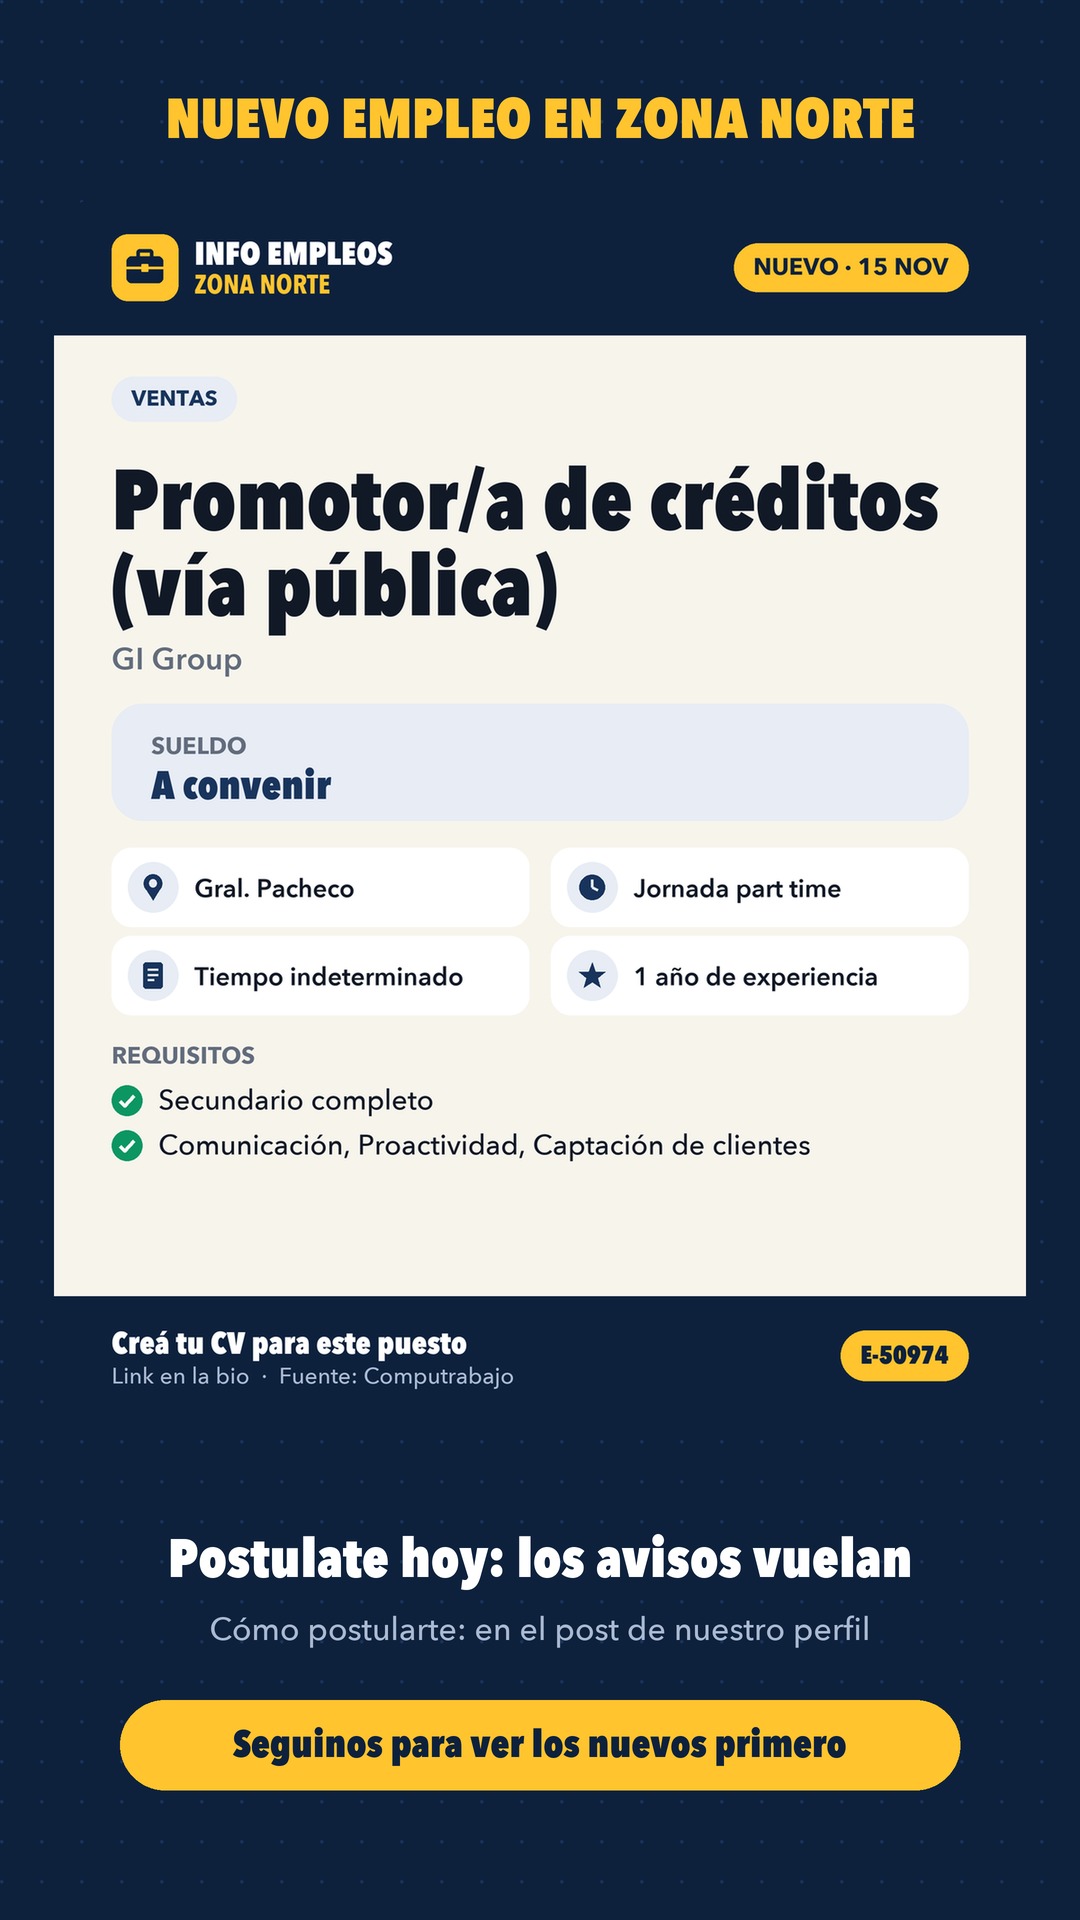 NUEVO EMPLEO EN ZONA NORTE
INFO EMPLEOS
ZONA NORTE
NUEVO · 15 NOV
VENTAS
Promotor/a de créditos
(vía pública)
GI Group
SUELDO
A convenir
Gral. Pacheco
Jornada part time
Tiempo indeterminado
1 año de experiencia
REQUISITOS
Secundario completo
Comunicación, Proactividad, Captación de clientes
Creá tu CV para este puesto
Link en la bio · Fuente: Computrabajo
E-50974
Postulate hoy: los avisos vuelan
Cómo postularte: en el post de nuestro perfil
Seguinos para ver los nuevos primero